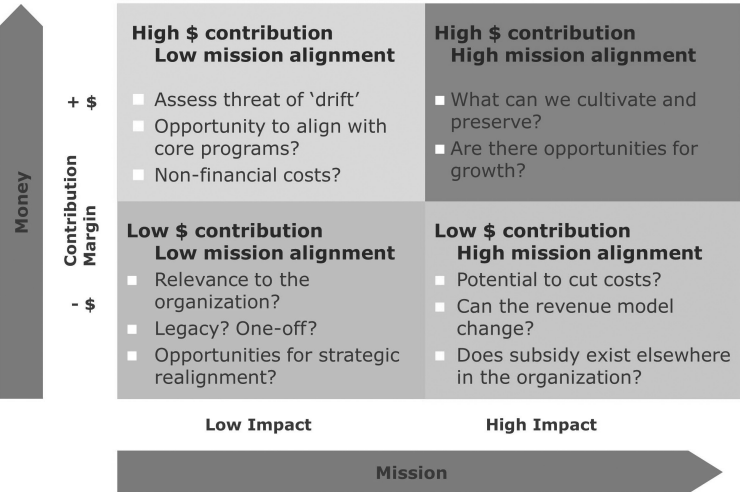 High $ contribution
Low mission alignment
Assess threat of ‘drift’
Opportunity to align with
core programs?
Non-financial costs?
High $ contribution
High mission alignment
What can we cultivate and
preserve?
Are there opportunities for
growth?
+ $
Money
Contribution
Margin
- $
Low $ contribution
Low mission alignment
Relevance to the
organization?
Legacy? One-off?
Opportunities for strategic
realignment?
Low $ contribution
High mission alignment
Potential to cut costs?
Can the revenue model
change?
Does subsidy exist elsewhere
in the organization?
Low Impact
High Impact
Mission